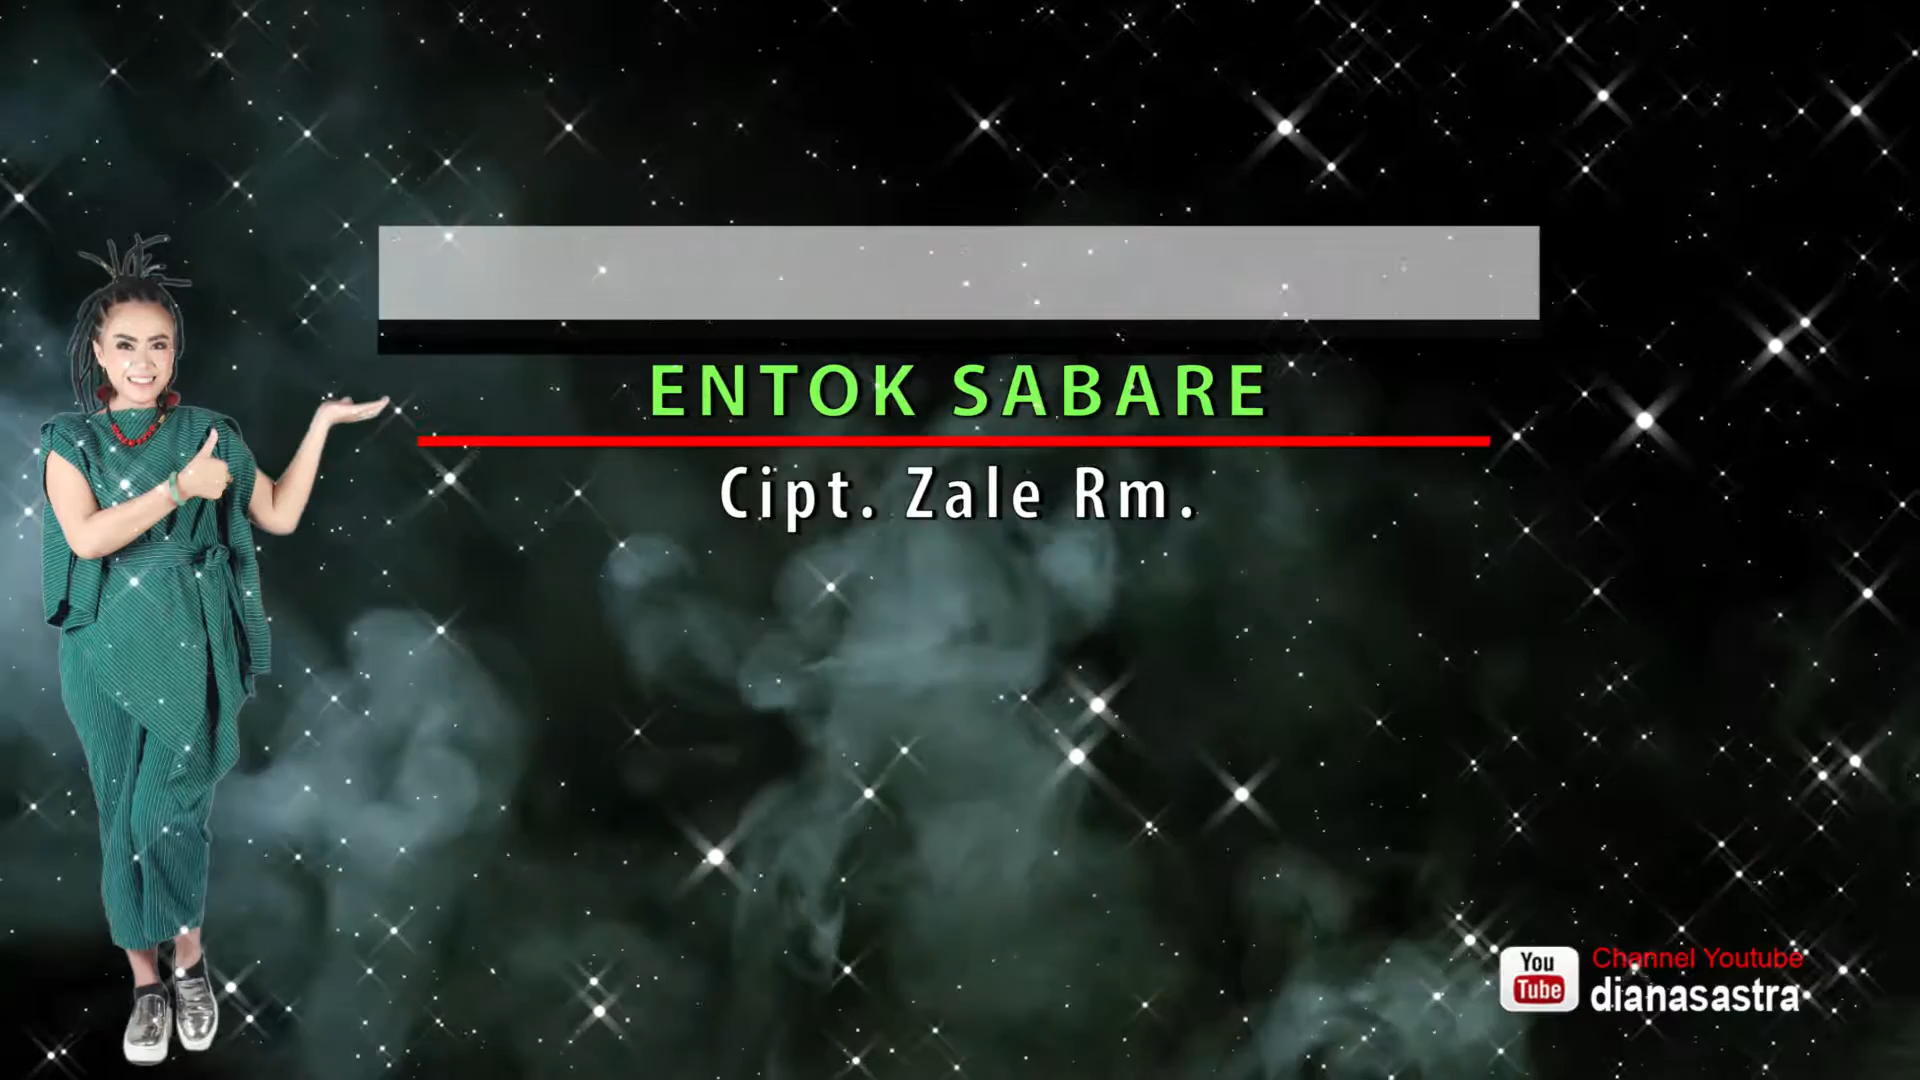 ENTOK SABARE
Cipt. Zale Rm.
You
Tube
Channel Youtube
dianasastra